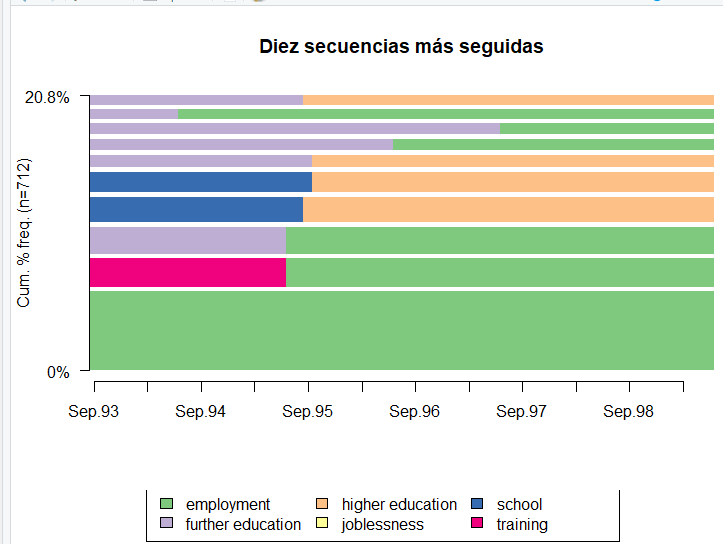 Diez secuencias más seguidas
20.8%
Cum. % freq. (n=712)
0%
Sep.93 Sep.94 Sep.95 Sep.96 Sep.97 Sep.98
employment higher education school
further education joblessness training